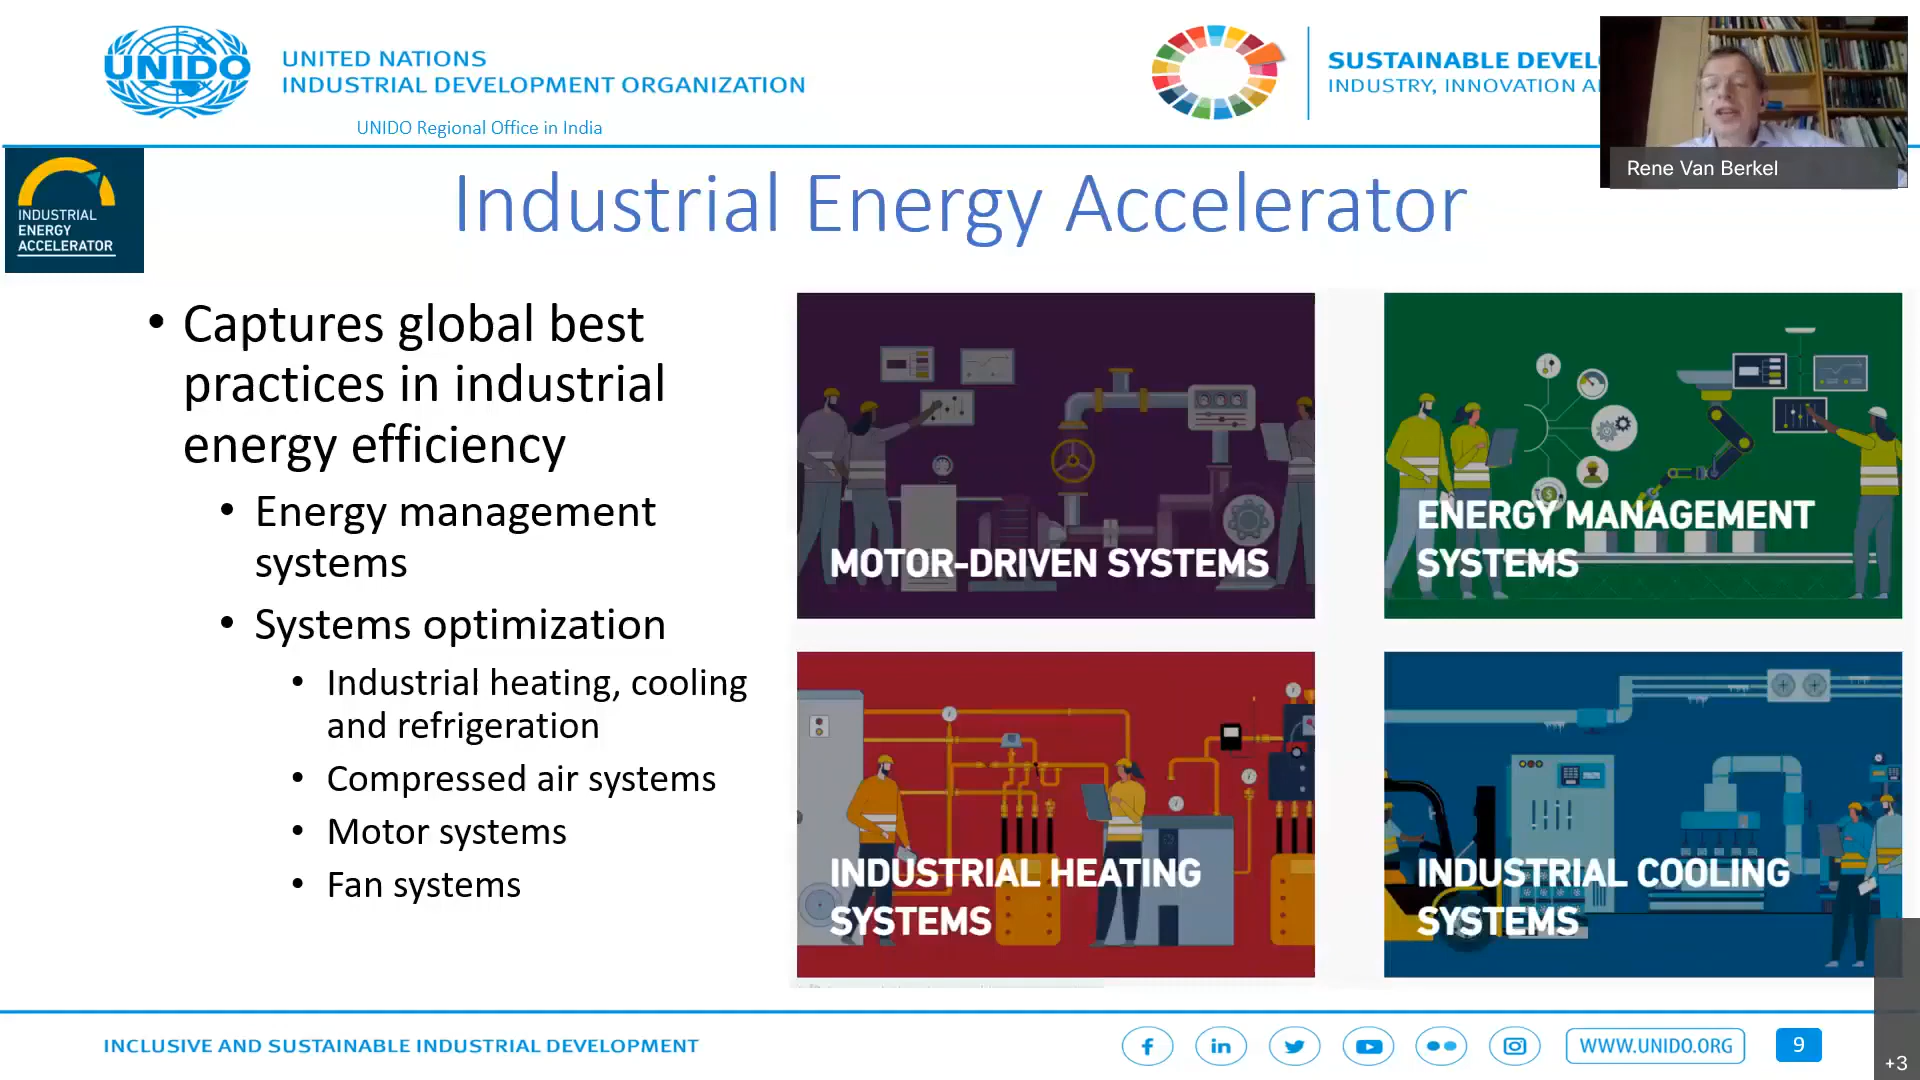 UNIDO
UNITED NATIONS
INDUSTRIAL DEVELOPMENT ORGANIZATION
UNIDO Regional Office in India
SUSTAINABLE DEVEL
INDUSTRY, INNOVATION A
Rene Van Berkel
INDUSTRIAL
ENERGY
ACCELERATOR
Industrial Energy Accelerator
• Captures global best
practices in industrial
energy efficiency
• Energy management
systems
• Systems optimization
• Industrial heating, cooling
and refrigeration
• Compressed air systems
• Motor systems
• Fan systems
MOTOR-DRIVEN SYSTEMS
ENERGY MANAGEMENT
SYSTEMS
INDUSTRIAL HEATING
SYSTEMS
INDUSTRIAL COOLING
SYSTEMS
INCLUSIVE AND SUSTAINABLE INDUSTRIAL DEVELOPMENT
WWW.UNIDO.ORG
9
+3